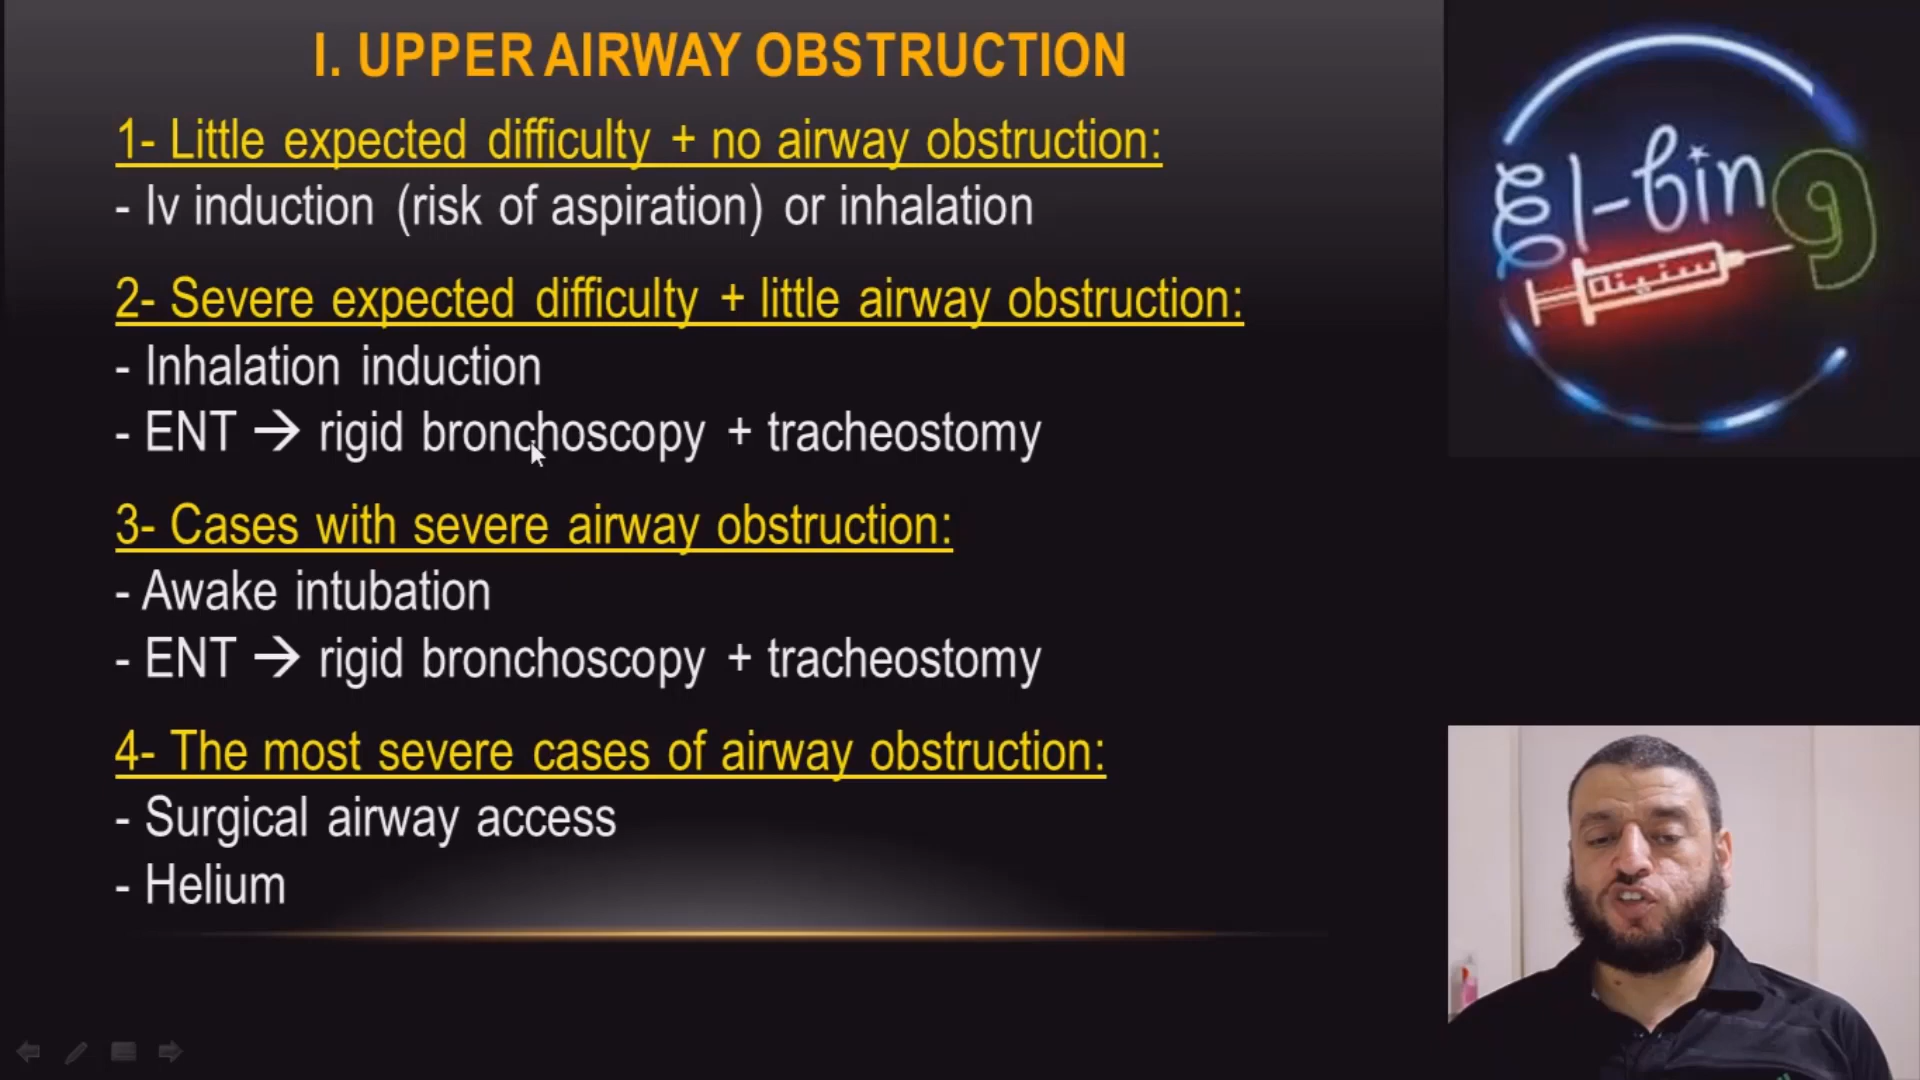 I. UPPER AIRWAY OBSTRUCTION
1- Little expected difficulty + no airway obstruction:
- Iv induction (risk of aspiration) or inhalation
2- Severe expected difficulty + little airway obstruction:
- Inhalation induction
- ENT → rigid bronchoscopy + tracheostomy
3- Cases with severe airway obstruction:
- Awake intubation
- ENT → rigid bronchoscopy + tracheostomy
4- The most severe cases of airway obstruction:
- Surgical airway access
- Helium
El-bing